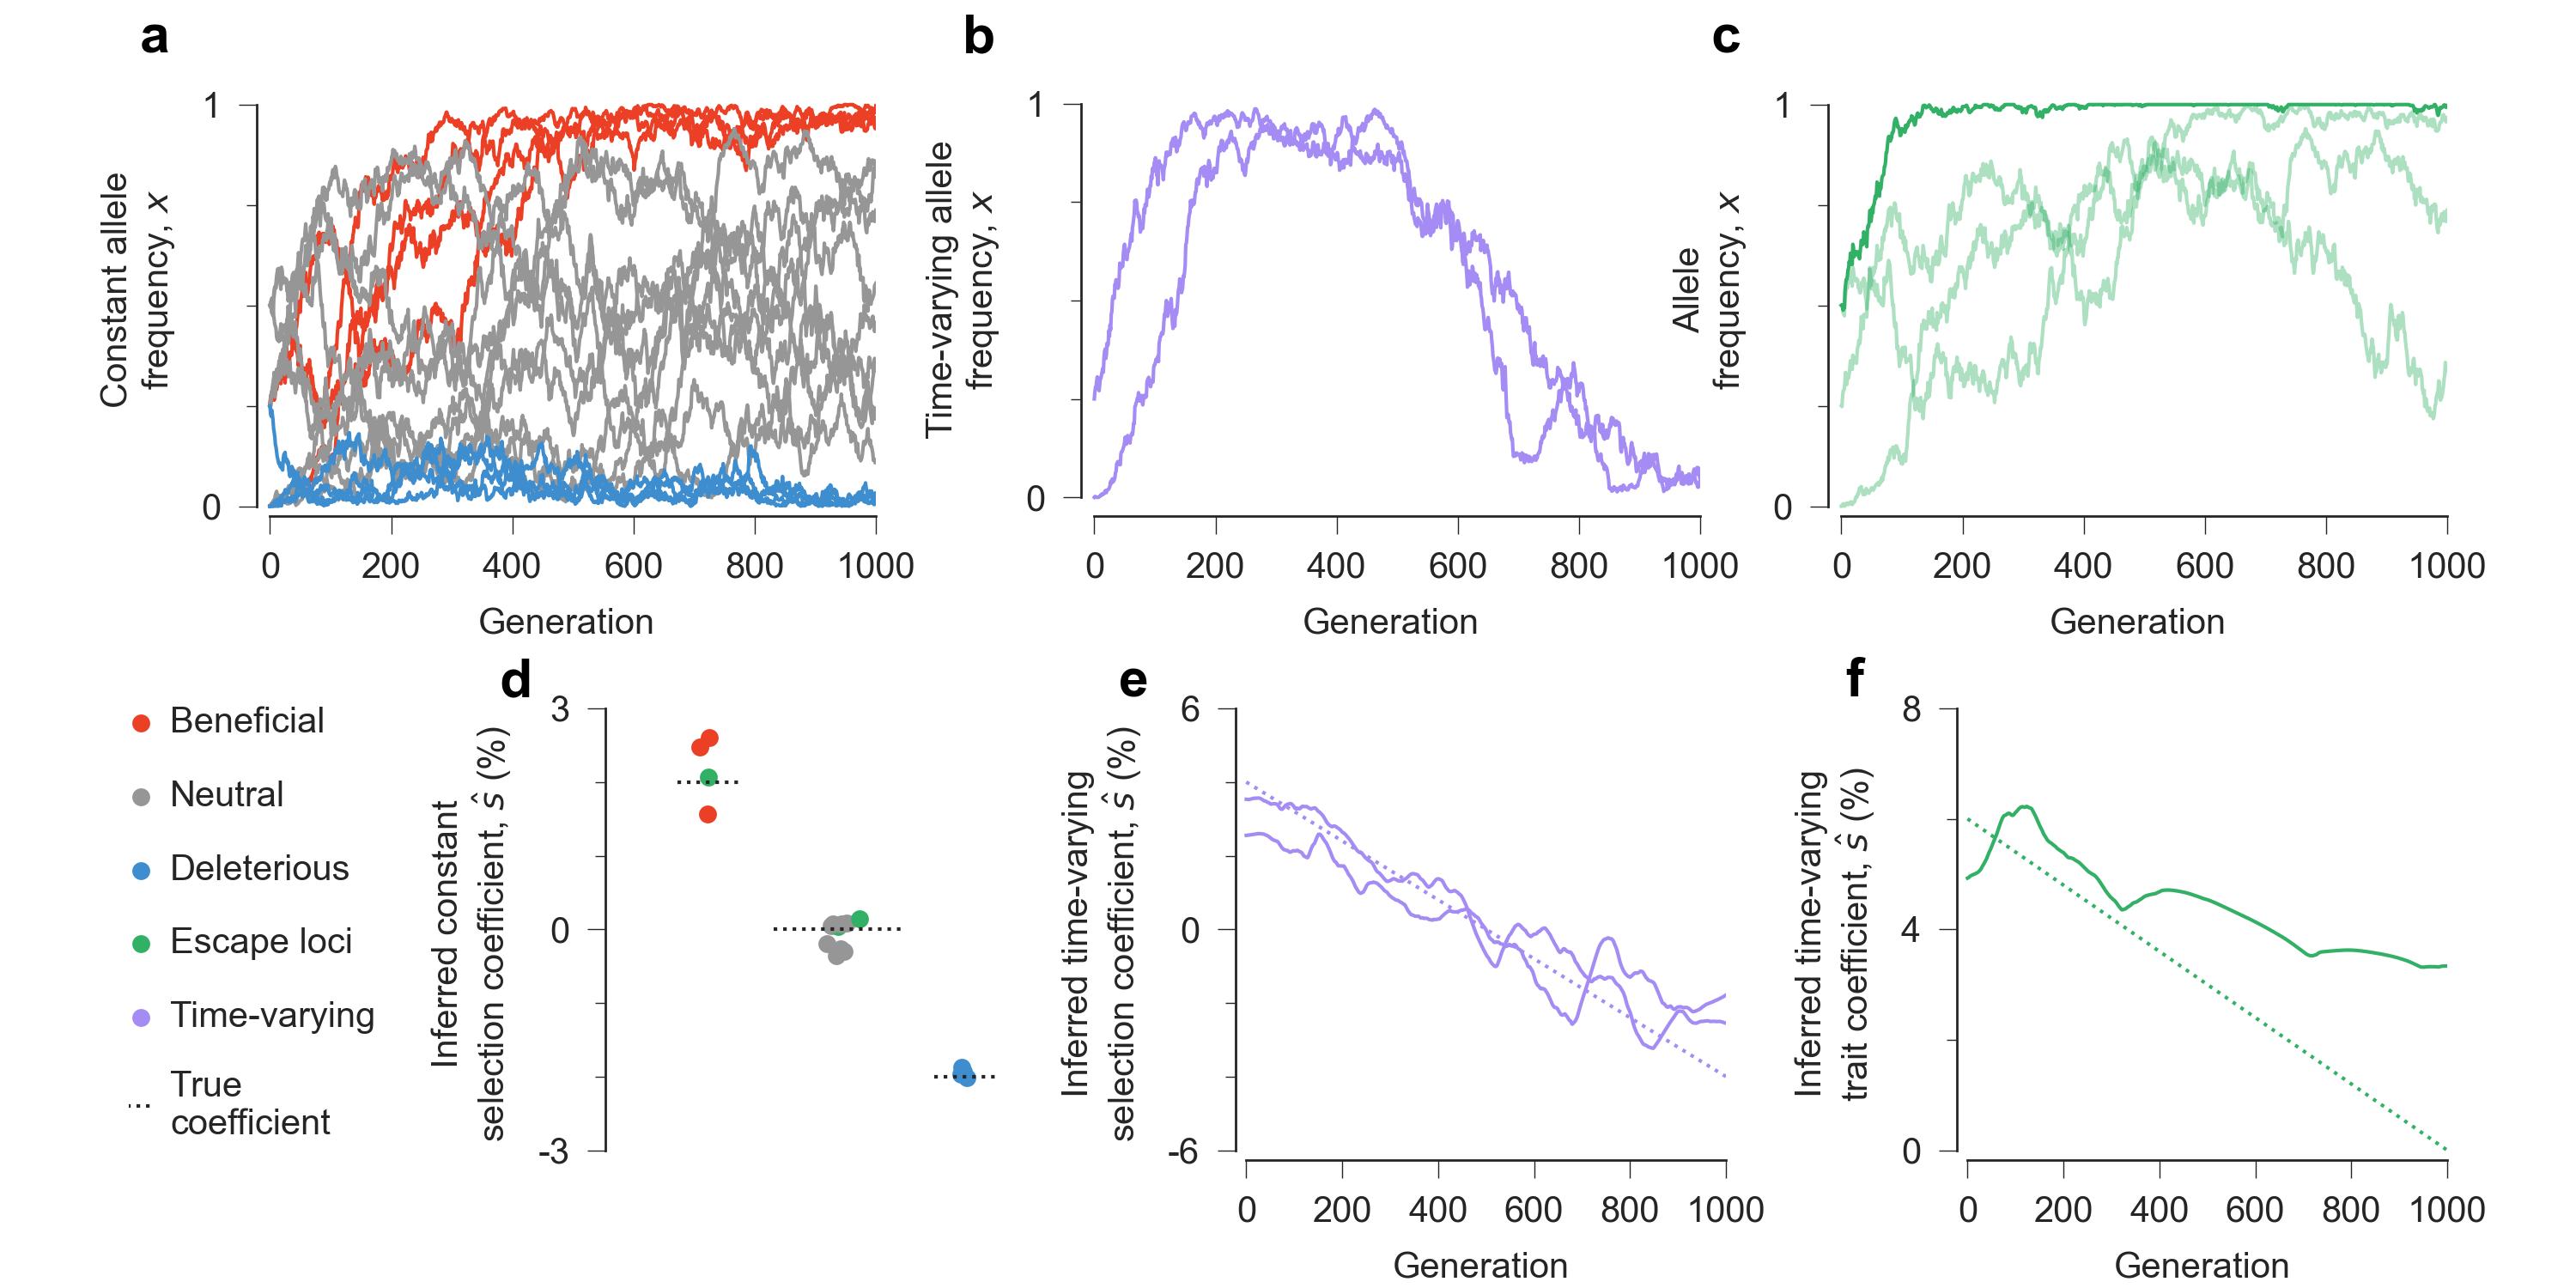 a
1
0
Constant allele
frequency, x
0 200 400 600 800 1000
Generation
b
1
0
Time-varying allele
frequency, x
0 200 400 600 800 1000
Generation
c
1
0
Allele
frequency, x
0 200 400 600 800 1000
Generation
Beneficial
Neutral
Deleterious
Escape loci
Time-varying
True
coefficient
d
3
0
-3
Inferred constant
selection coefficient, ŝ (%)
e
6
0
-6
Inferred time-varying
selection coefficient, ŝ (%)
0 200 400 600 800 1000
Generation
f
8
4
0
Inferred time-varying
trait coefficient, ŝ (%)
0 200 400 600 800 1000
Generation